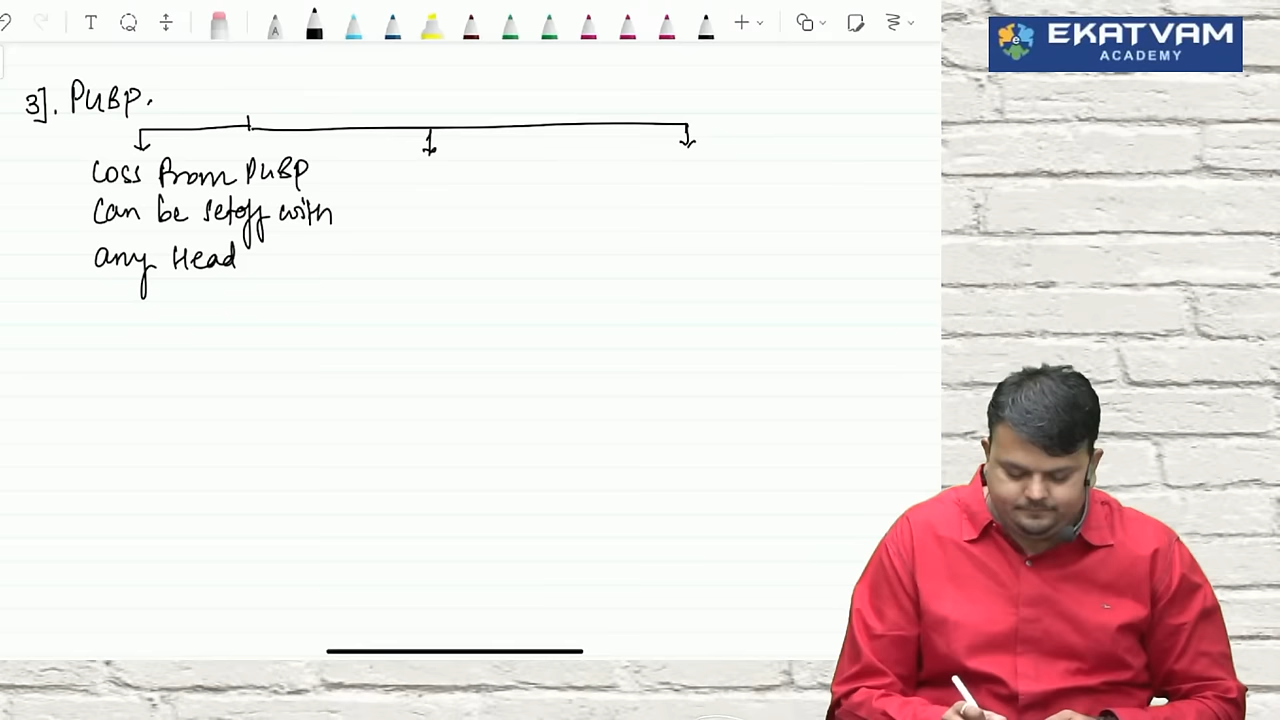 EKATVAM
ACADEMY
3]. PUBP.
Loss from PUBP
can be setoff with
any Head